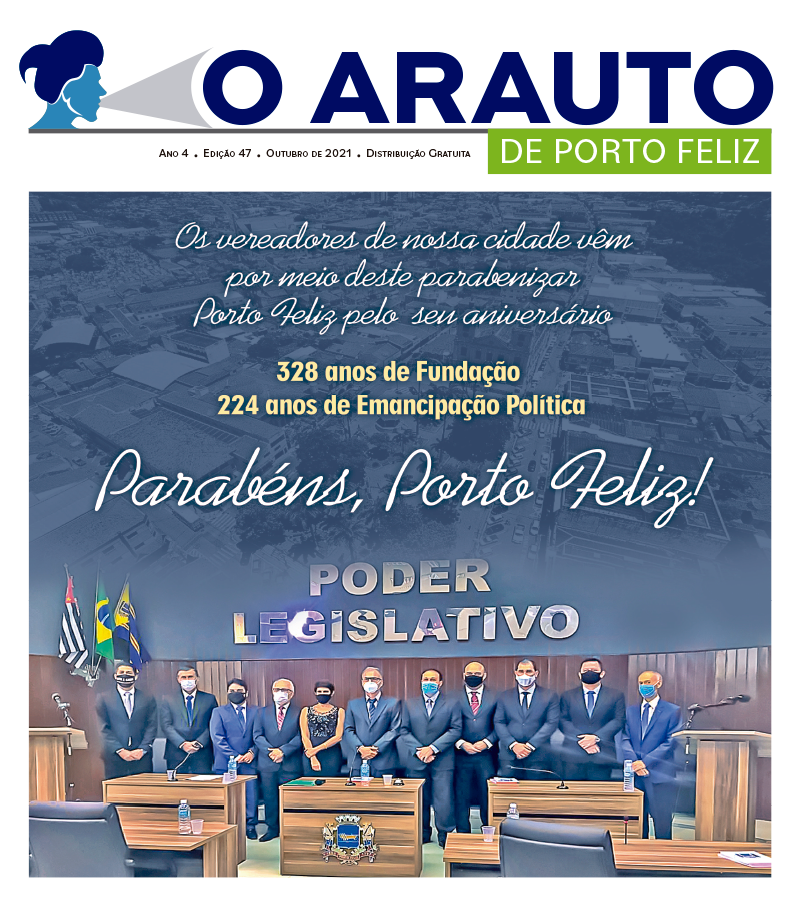 O ARAUTO
DE PORTO FELIZ
Ano 4 . Edição 47 . Outubro de 2021 . Distribuição Gratuita
Os vereadores de nossa cidade vêm
por meio deste parabenizar
Porto Feliz pelo seu aniversário
328 anos de Fundação
224 anos de Emancipação Política
Parabéns, Porto Feliz!
PODER
LEGISLATIVO